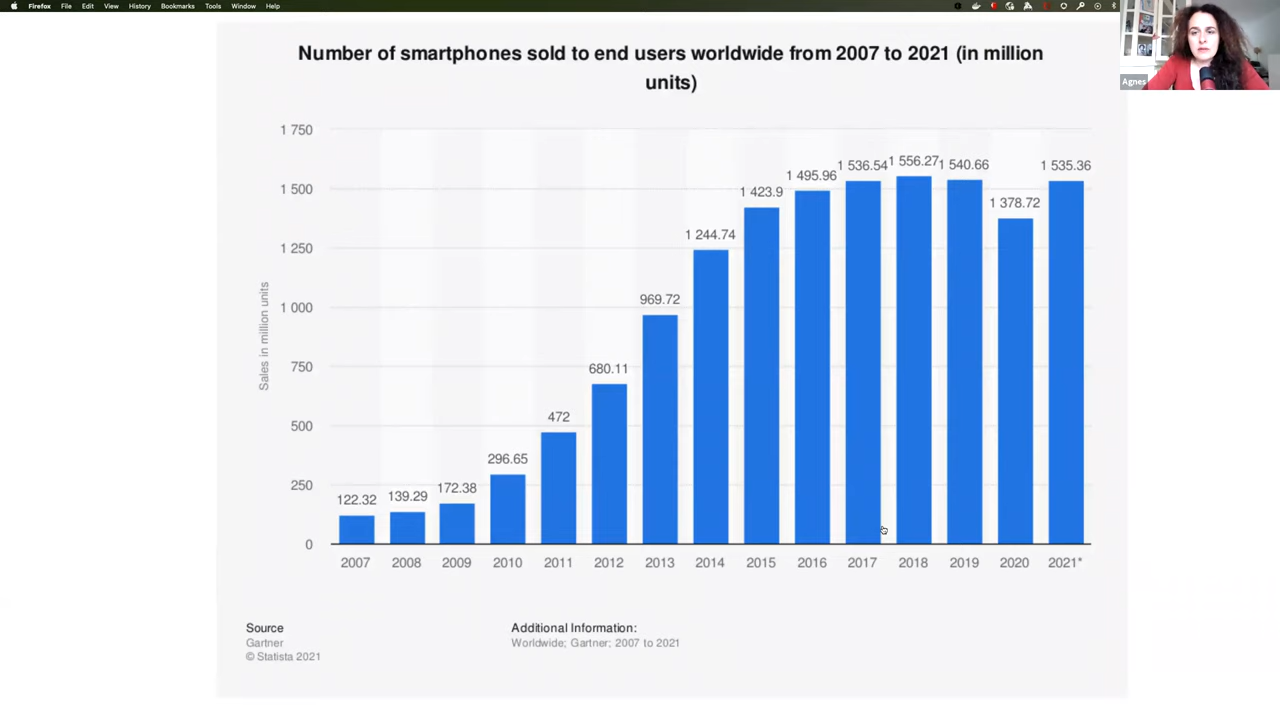 Firefox File Edit View History Bookmarks Tools Window Help
Agnes
Number of smartphones sold to end users worldwide from 2007 to 2021 (in million
units)
Sales in million units
1 750
1 500
1 250
1 000
750
500
250
0
122.32
139.29
172.38
296.65
472
680.11
969.72
1 244.74
1 423.9
1 495.96
1 536.54
1 556.27
1 540.66
1 378.72
1 535.36
2007 2008 2009 2010 2011 2012 2013 2014 2015 2016 2017 2018 2019 2020 2021*
Source
Gartner
© Statista 2021
Additional Information:
Worldwide; Gartner; 2007 to 2021